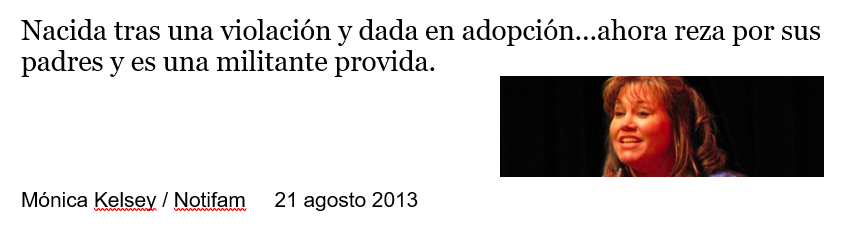 Nacida tras una violación y dada en adopción...ahora reza por sus
padres y es una militante provida.
Mónica Kelsey / Notifam 21 agosto 2013